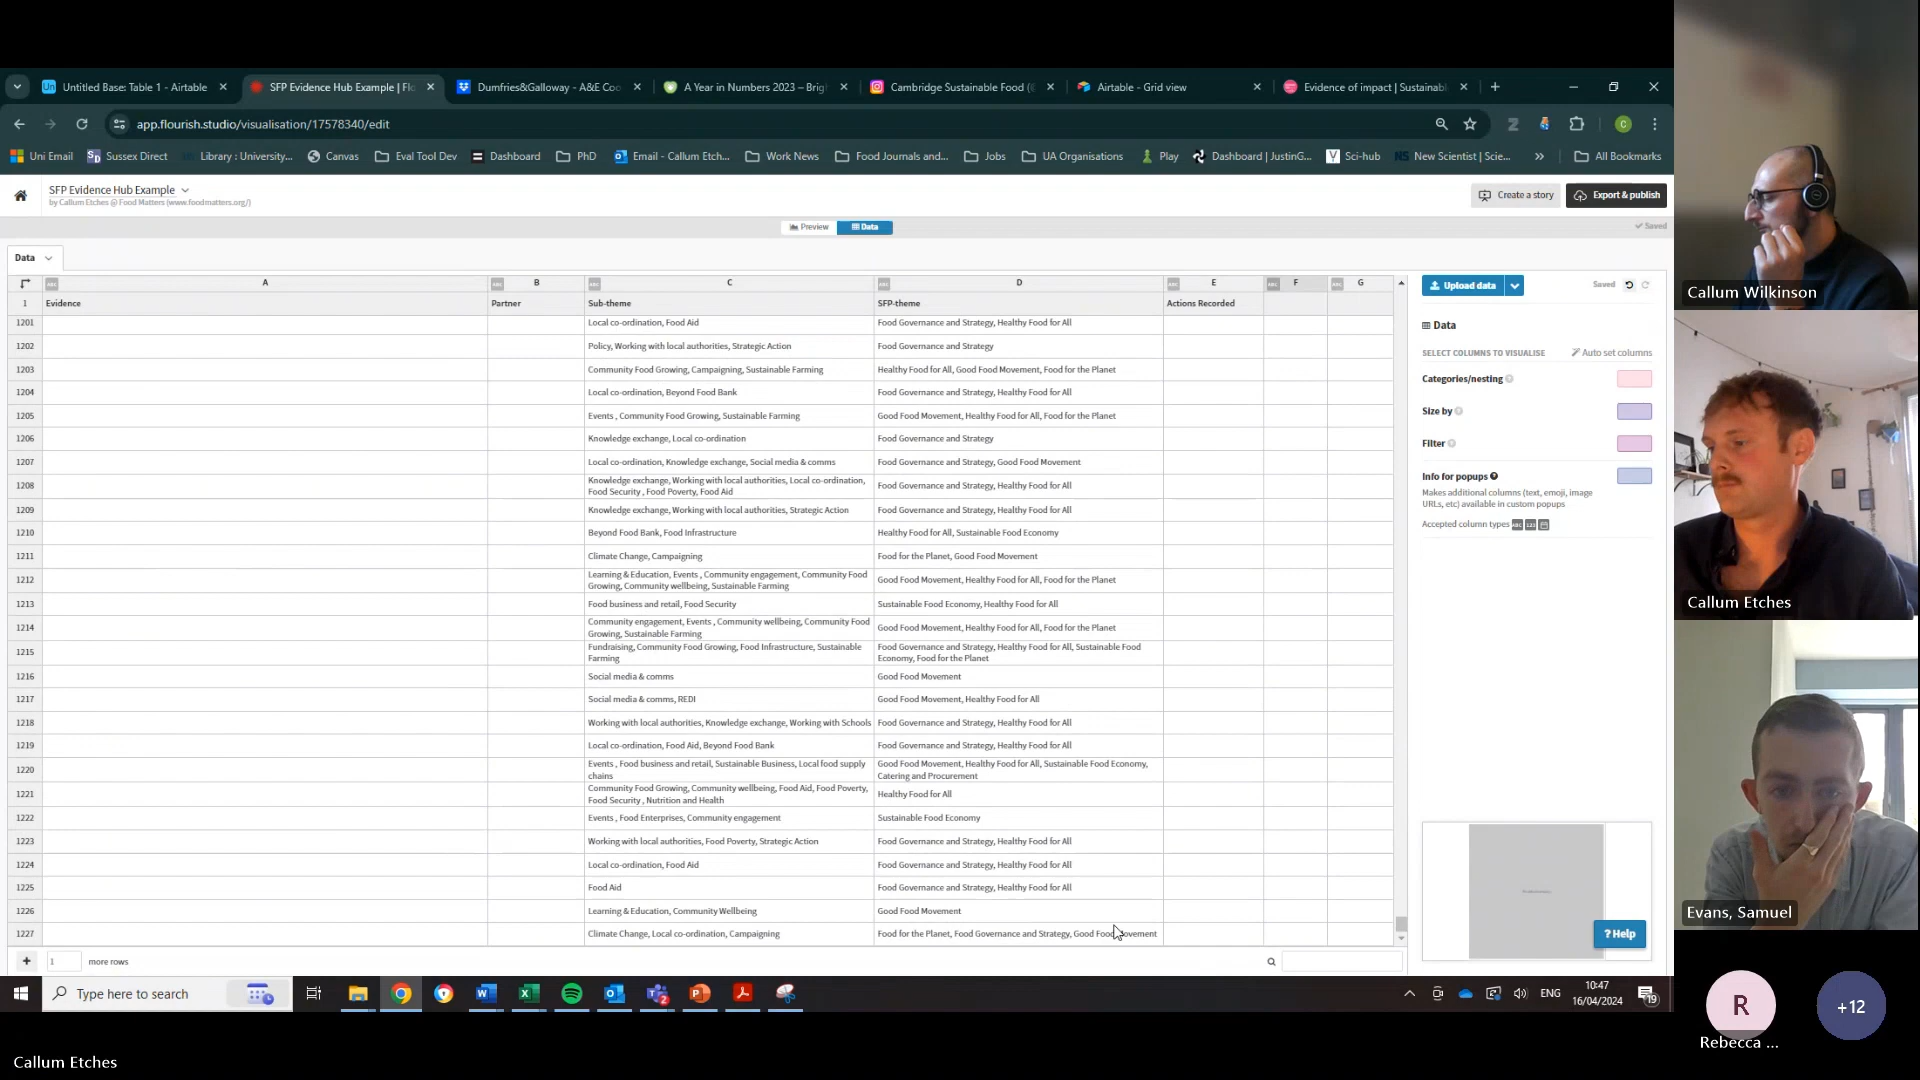 Untitled Base: Table 1 - Airtable
SFP Evidence Hub Example | Flo
Dumfries&Galloway - A&E Coo
A Year in Numbers 2023 – Brig
Cambridge Sustainable Food (
Airtable - Grid view
Evidence of impact | Sustainab
app.flourish.studio/visualisation/17578340/edit
C
Uni Email
Sussex Direct
Library : University...
Canvas
Eval Tool Dev
Dashboard
PhD
Email - Callum Etch...
Work News
Food Journals and...
Jobs
UA Organisations
Play
Dashboard | JustinG...
Sci-hub
New Scientist | Scie...
All Bookmarks
SFP Evidence Hub Example
by Callum Etches @ Food Matters (www.foodmatters.org/)
Create a story
Export & publish
Preview
Data
Saved
Data
A B C D E F G
1 Evidence Partner Sub-theme SFP-theme Actions Recorded
1201 Local co-ordination, Food Aid Food Governance and Strategy, Healthy Food for All
1202 Policy, Working with local authorities, Strategic Action Food Governance and Strategy
1203 Community Food Growing, Campaigning, Sustainable Farming Healthy Food for All, Good Food Movement, Food for the Planet
1204 Local co-ordination, Beyond Food Bank Food Governance and Strategy, Healthy Food for All
1205 Events , Community Food Growing, Sustainable Farming Good Food Movement, Healthy Food for All, Food for the Planet
1206 Knowledge exchange, Local co-ordination Food Governance and Strategy
1207 Local co-ordination, Knowledge exchange, Social media & comms Food Governance and Strategy, Good Food Movement
1208 Knowledge exchange, Working with local authorities, Local co-ordination,
Food Security , Food Poverty, Food Aid Food Governance and Strategy, Healthy Food for All
1209 Knowledge exchange, Working with local authorities, Strategic Action Food Governance and Strategy, Healthy Food for All
1210 Beyond Food Bank, Food Infrastructure Healthy Food for All, Sustainable Food Economy
1211 Climate Change, Campaigning Food for the Planet, Good Food Movement
1212 Learning & Education, Events , Community engagement, Community Food
Growing, Community wellbeing, Sustainable Farming Good Food Movement, Healthy Food for All, Food for the Planet
1213 Food business and retail, Food Security Sustainable Food Economy, Healthy Food for All
1214 Community engagement, Events , Community wellbeing, Community Food
Growing, Sustainable Farming Good Food Movement, Healthy Food for All, Food for the Planet
1215 Fundraising, Community Food Growing, Food Infrastructure, Sustainable
Farming Food Governance and Strategy, Healthy Food for All, Sustainable Food
Economy, Food for the Planet
1216 Social media & comms Good Food Movement
1217 Social media & comms, REDI Good Food Movement, Healthy Food for All
1218 Working with local authorities, Knowledge exchange, Working with Schools Food Governance and Strategy, Healthy Food for All
1219 Local co-ordination, Food Aid, Beyond Food Bank Food Governance and Strategy, Healthy Food for All
1220 Events , Food business and retail, Sustainable Business, Local food supply
chains Good Food Movement, Healthy Food for All, Sustainable Food Economy,
Catering and Procurement
1221 Community Food Growing, Community wellbeing, Food Aid, Food Poverty,
Food Security , Nutrition and Health Healthy Food for All
1222 Events , Food Enterprises, Community engagement Sustainable Food Economy
1223 Working with local authorities, Food Poverty, Strategic Action Food Governance and Strategy, Healthy Food for All
1224 Local co-ordination, Food Aid Food Governance and Strategy, Healthy Food for All
1225 Food Aid Food Governance and Strategy, Healthy Food for All
1226 Learning & Education, Community Wellbeing Good Food Movement
1227 Climate Change, Local co-ordination, Campaigning Food for the Planet, Food Governance and Strategy, Good Food Movement
1 more rows
Upload data
Saved
Data
SELECT COLUMNS TO VISUALISE
Auto set columns
Categories/nesting
Size by
Filter
Info for popups
Makes additional columns (text, emoji, image
URLs, etc) available in custom popups
Accepted column types
? Help
Type here to search
ENG
10:47
16/04/2024
19
Callum Wilkinson
Callum Etches
Evans, Samuel
R
Rebecca ...
+12
Callum Etches